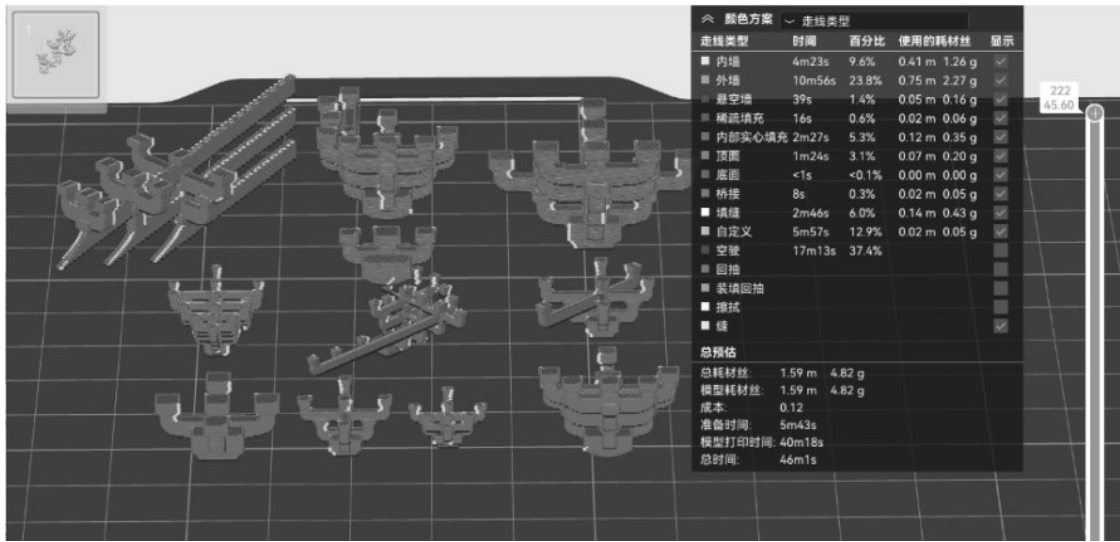 1
颜色方案 走线类型
走线类型 时间 百分比 使用的耗材丝 显示
内墙 4m23s 9.6% 0.41 m 1.26 g
外墙 10m56s 23.8% 0.75 m 2.27 g
悬空墙 39s 1.4% 0.05 m 0.16 g
稀疏填充 16s 0.6% 0.02 m 0.06 g
内部实心填充 2m27s 5.3% 0.12 m 0.35 g
顶面 1m24s 3.1% 0.07 m 0.20 g
底面 <1s <0.1% 0.00 m 0.00 g
桥接 8s 0.3% 0.02 m 0.05 g
填缝 2m46s 6.0% 0.14 m 0.43 g
自定义 5m57s 12.9% 0.02 m 0.05 g
空驶 17m13s 37.4%
回抽
装填回抽
擦拭
缝
总预估
总耗材丝: 1.59 m 4.82 g
模型耗材丝: 1.59 m 4.82 g
成本: 0.12
准备时间: 5m43s
模型打印时间: 40m18s
总时间: 46m1s
222
45.60